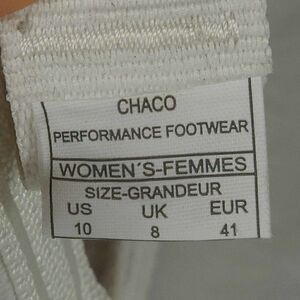 CHACO
PERFORMANCE FOOTWEAR
WOMEN´S-FEMMES
SIZE-GRANDEUR
US UK EUR
10 8 41